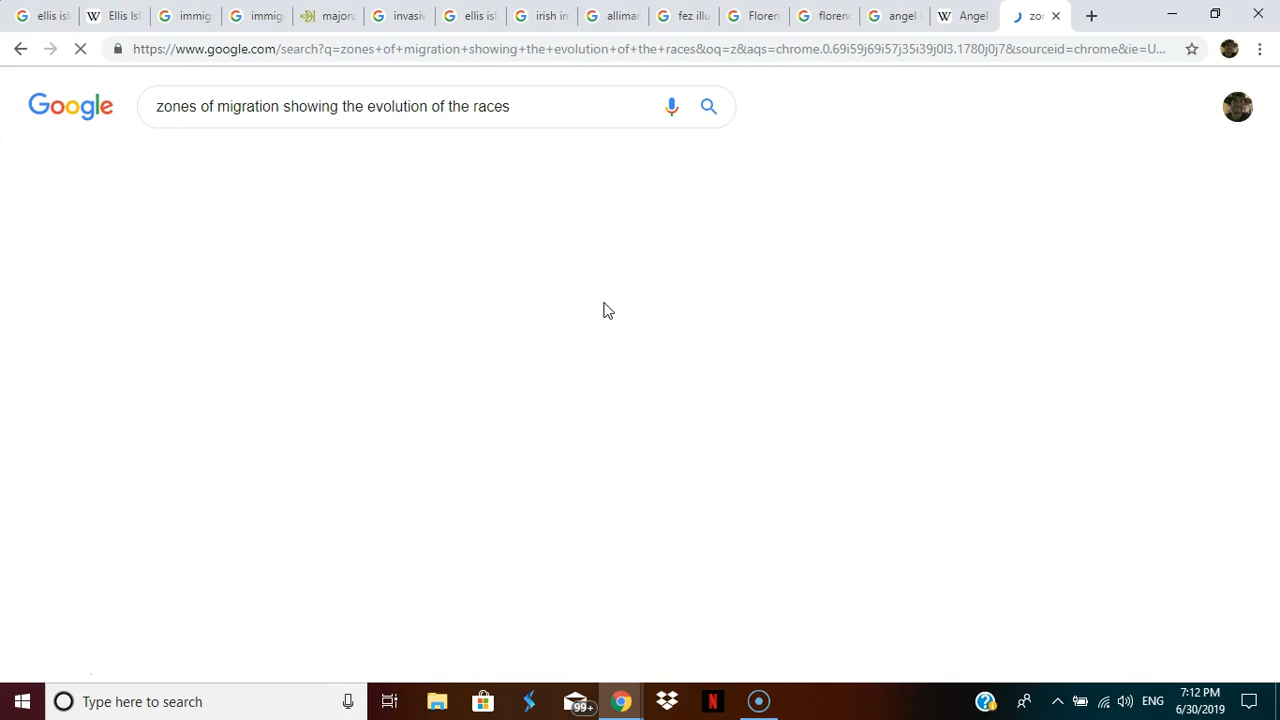 ellis isl
Ellis Isl
immig
immig
major
invasiv
ellis isl
irish im
allimar
fez illu
Floren
florenc
angel
Angel
zor
https://www.google.com/search?q=zones+of+migration+showing+the+evolution+of+the+races&oq=z&aqs=chrome.0.69i59j69i57j35i39j0l3.1780j0j7&sourceid=chrome&ie=U...
Google
zones of migration showing the evolution of the races
Type here to search
99+
ENG
7:12 PM
6/30/2019